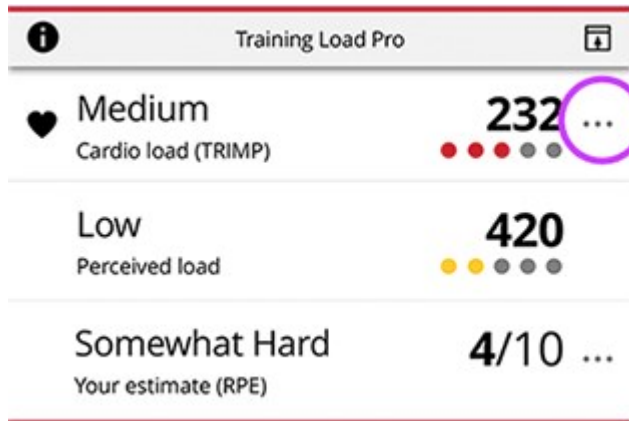 Training Load Pro
Medium 232 ...
Cardio load (TRIMP)
Low 420
Perceived load
Somewhat Hard 4/10 ...
Your estimate (RPE)